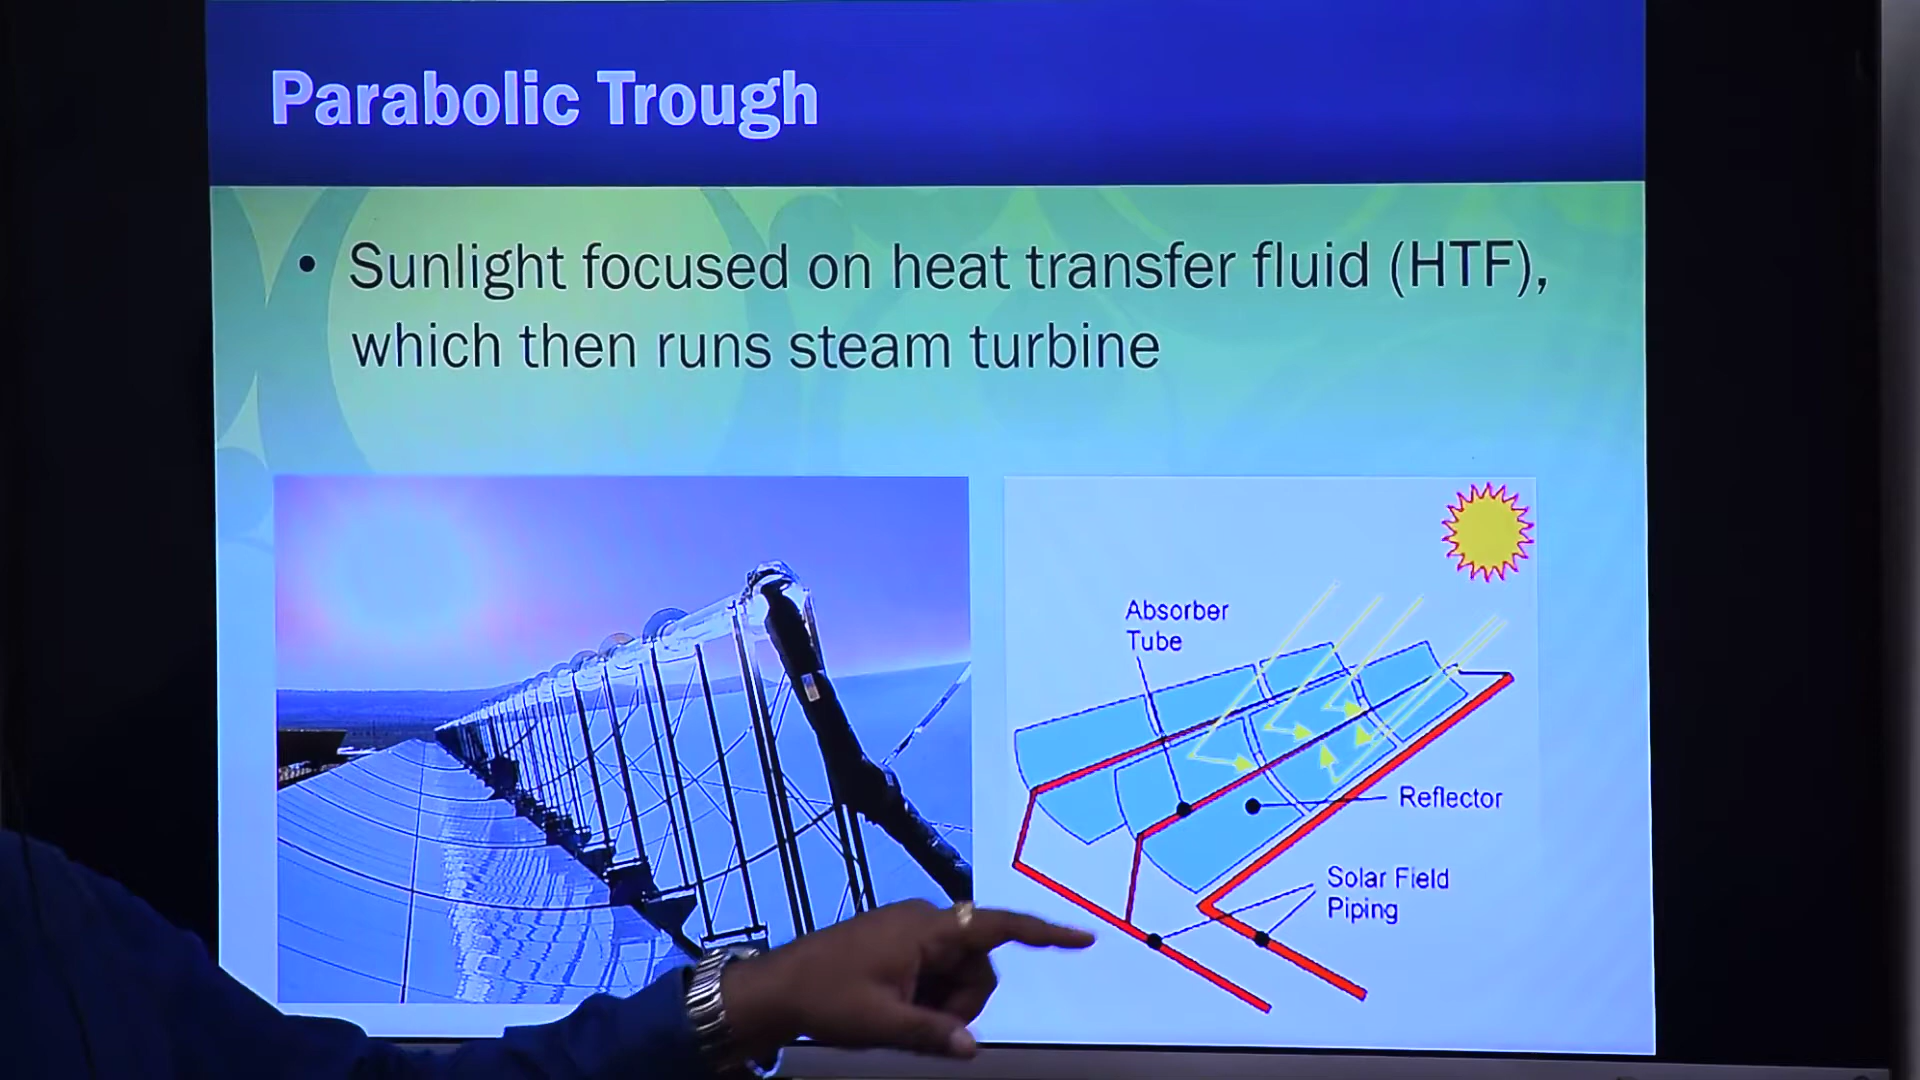 Parabolic Trough
• Sunlight focused on heat transfer fluid (HTF),
which then runs steam turbine
Absorber
Tube
Reflector
Solar Field
Piping